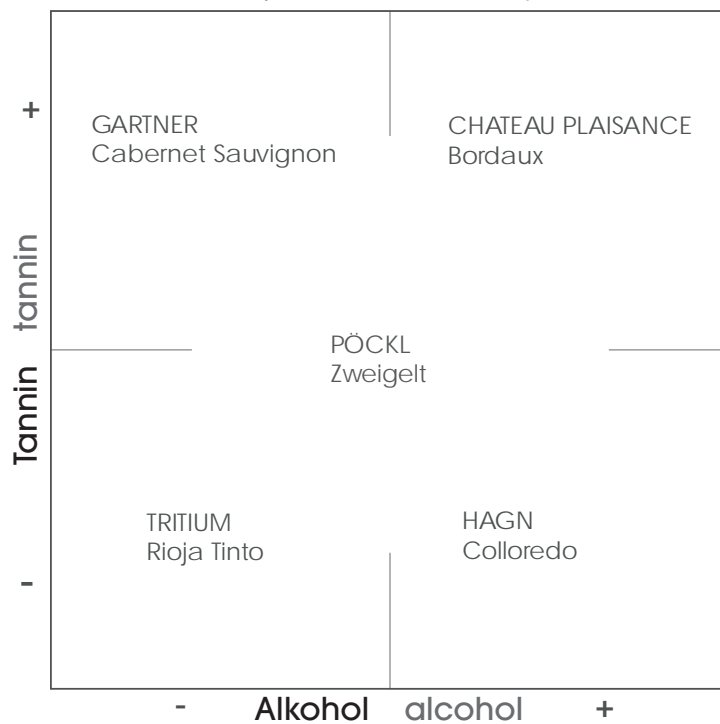 +
GARTNER
Cabernet Sauvignon
CHATEAU PLAISANCE
Bordaux
Tannin tannin
PÖCKL
Zweigelt
TRITIUM
Rioja Tinto
HAGN
Colloredo
-
- Alkohol alcohol +